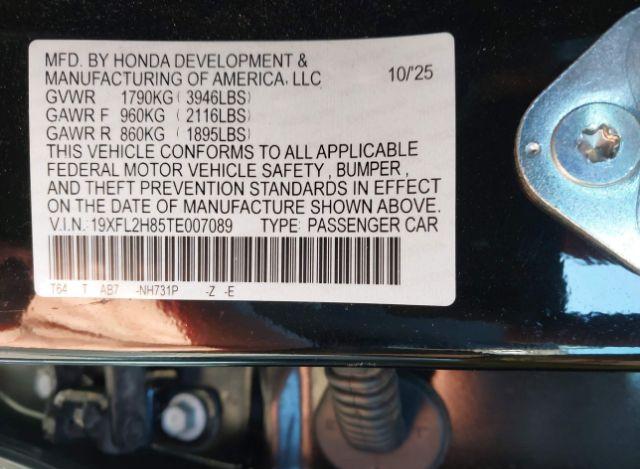 MFD. BY HONDA DEVELOPMENT &
MANUFACTURING OF AMERICA, LLC 10/'25
GVWR 1790KG ( 3946LBS)
GAWR F 960KG ( 2116LBS)
GAWR R 860KG ( 1895LBS)
THIS VEHICLE CONFORMS TO ALL APPLICABLE
FEDERAL MOTOR VEHICLE SAFETY , BUMPER ,
AND THEFT PREVENTION STANDARDS IN EFFECT
ON THE DATE OF MANUFACTURE SHOWN ABOVE.
V.I.N.: 19XFL2H85TE007089 TYPE: PASSENGER CAR
T64 T AB7 -NH731P -Z -E